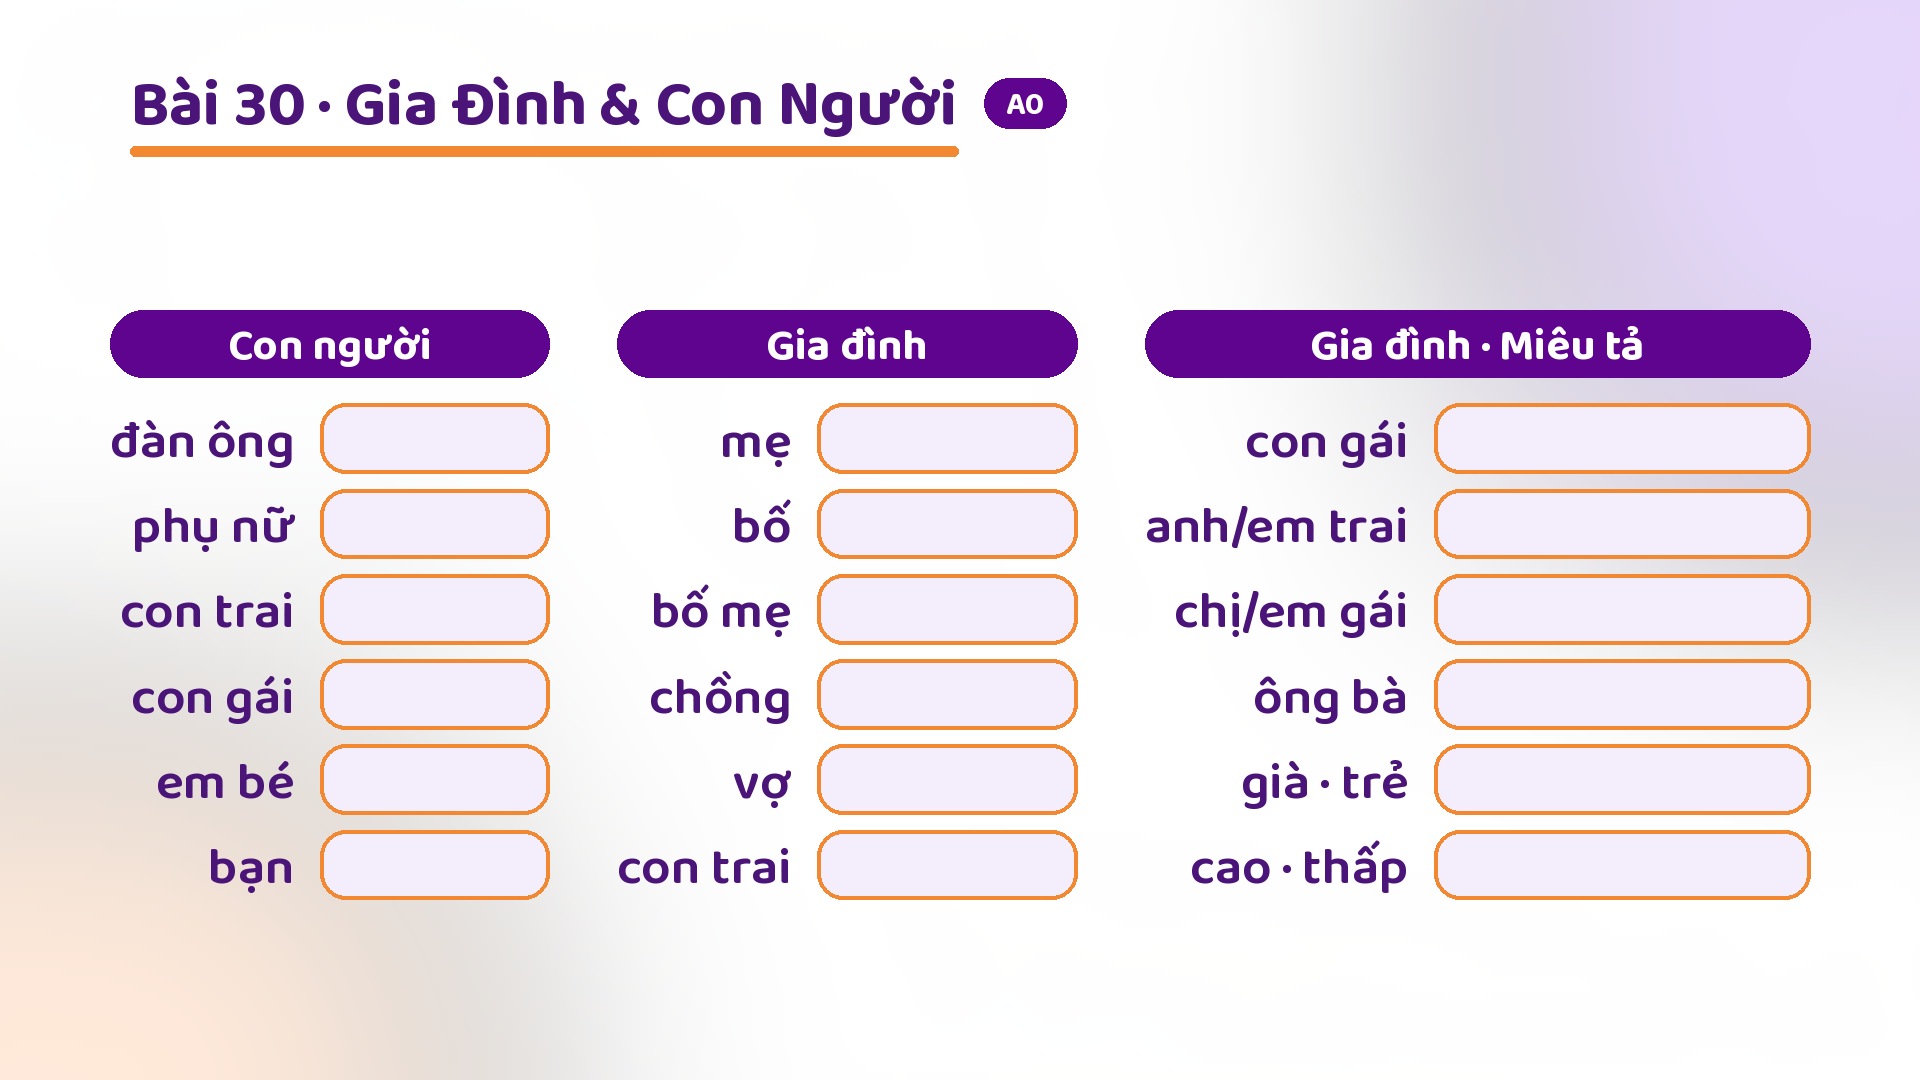 Bài 30 · Gia Đình & Con Người A0
Con người
đàn ông
phụ nữ
con trai
con gái
em bé
bạn
Gia đình
mẹ
bố
bố mẹ
chồng
vợ
con trai
Gia đình · Miêu tả
con gái
anh/em trai
chị/em gái
ông bà
già · trẻ
cao · thấp